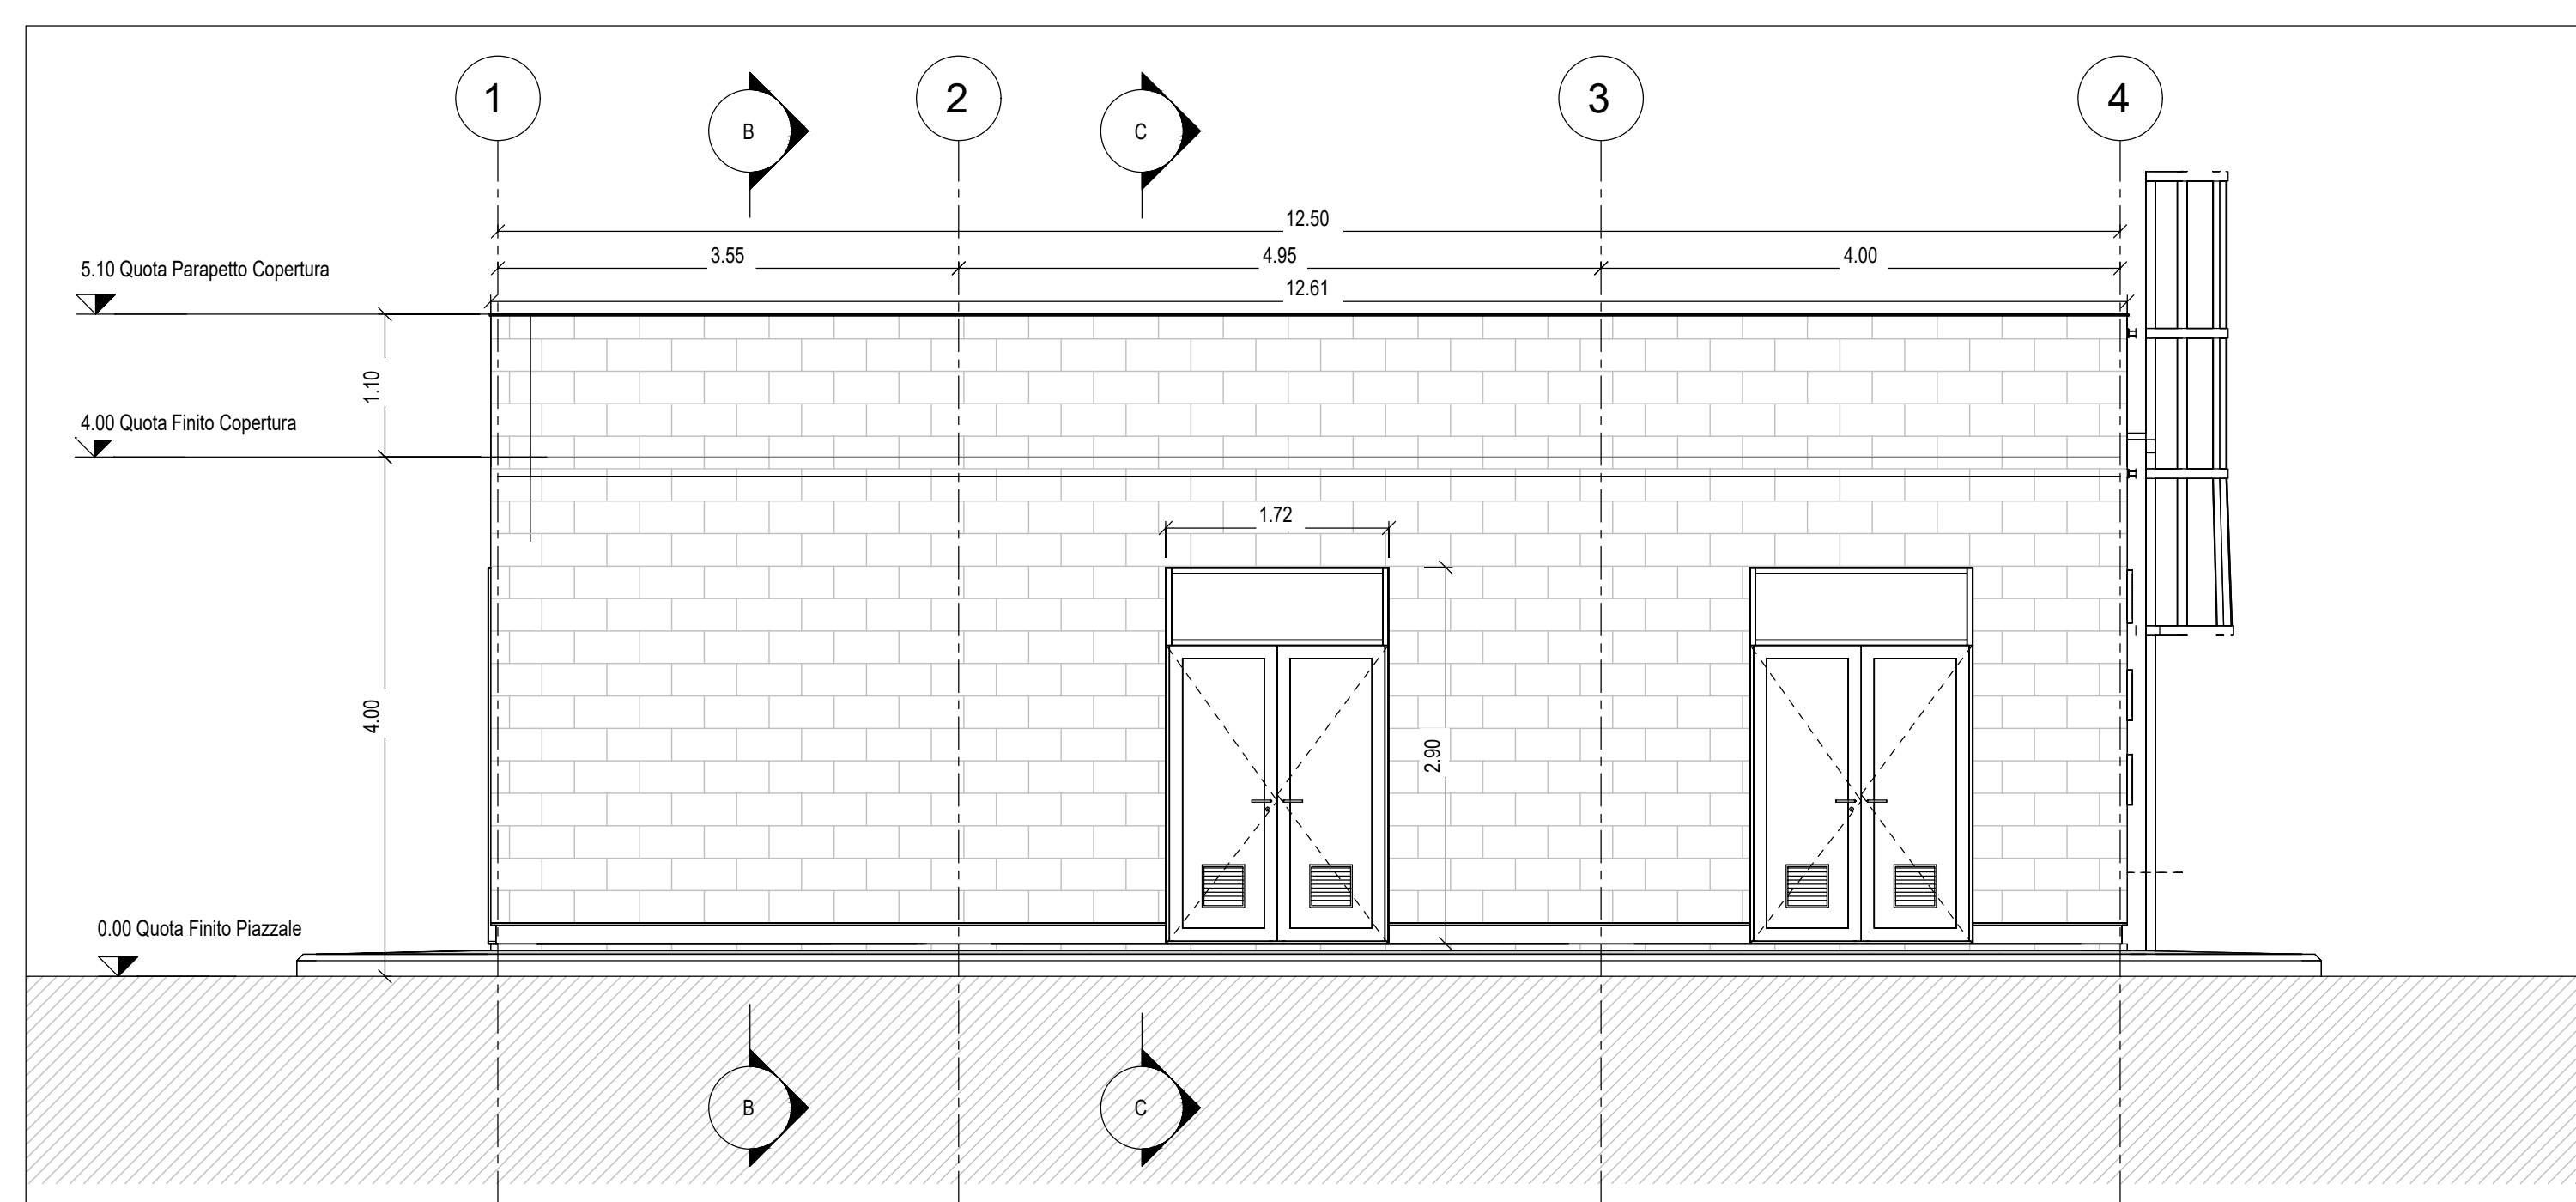 1
2
3
4
B
C
12.50
3.55
4.95
4.00
12.61
5.10 Quota Parapetto Copertura
1.10
4.00 Quota Finito Copertura
1.72
4.00
2.90
0.00 Quota Finito Piazzale
B
C